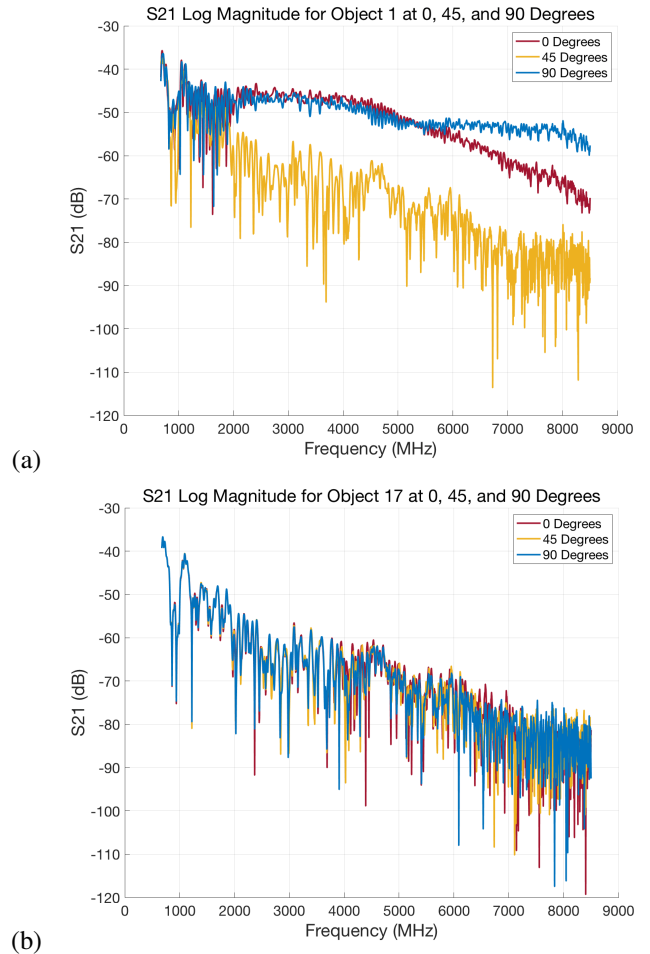 S21 Log Magnitude for Object 1 at 0, 45, and 90 Degrees
-30
-40
-50
-60
-70
-80
-90
-100
-110
-120
S21 (dB)
0 Degrees
45 Degrees
90 Degrees
0 1000 2000 3000 4000 5000 6000 7000 8000 9000
Frequency (MHz)
(a)
S21 Log Magnitude for Object 17 at 0, 45, and 90 Degrees
-30
-40
-50
-60
-70
-80
-90
-100
-110
-120
S21 (dB)
0 Degrees
45 Degrees
90 Degrees
0 1000 2000 3000 4000 5000 6000 7000 8000 9000
Frequency (MHz)
(b)